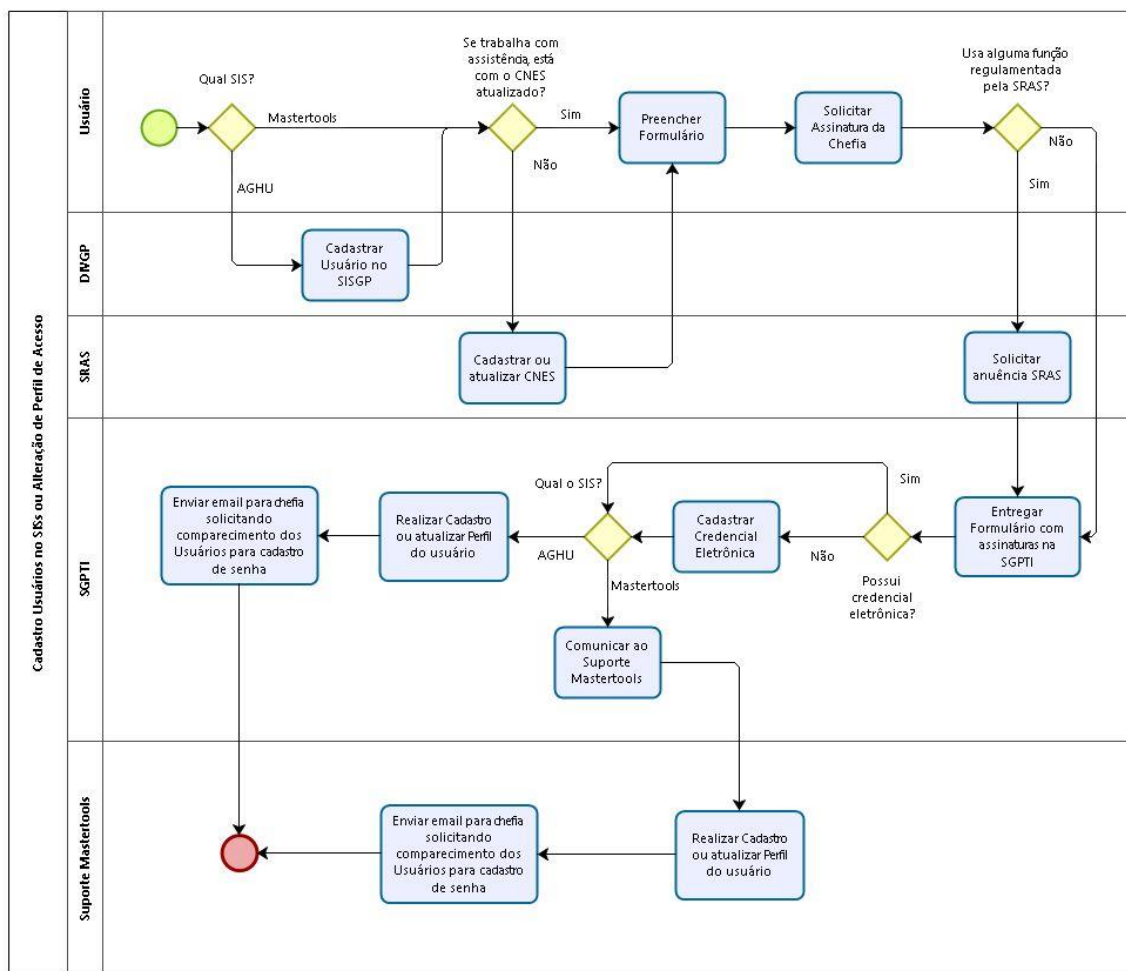 Cadastro Usuários no SISs ou Alteração de Perfil de Acesso
Usuário
Qual SIS?
Mastertools
AGHU
Se trabalha com
assistência, está
com o CNES
atualizado?
Sim
Não
Preencher
Formulário
Solicitar
Assinatura da
Chefia
Usa alguma função
regulamentada
pela SRAS?
Não
Sim
DIVGP
Cadastrar
Usuário no
SISGP
SRAS
Cadastrar ou
atualizar CNES
Solicitar
anuência SRAS
SGPTI
Enviar email para chefia
solicitando
comparecimento dos
Usuários para cadastro
de senha
Realizar Cadastro
ou atualizar Perfil
do usuário
Qual o SIS?
AGHU
Mastertools
Cadastrar
Credencial
Eletrônica
Sim
Não
Possui
credencial
eletrônica?
Entregar
Formulário com
assinaturas na
SGPTI
Comunicar ao
Suporte
Mastertools
Suporte Mastertools
Enviar email para chefia
solicitando
comparecimento dos
Usuários para cadastro
de senha
Realizar Cadastro
ou atualizar Perfil
do usuário